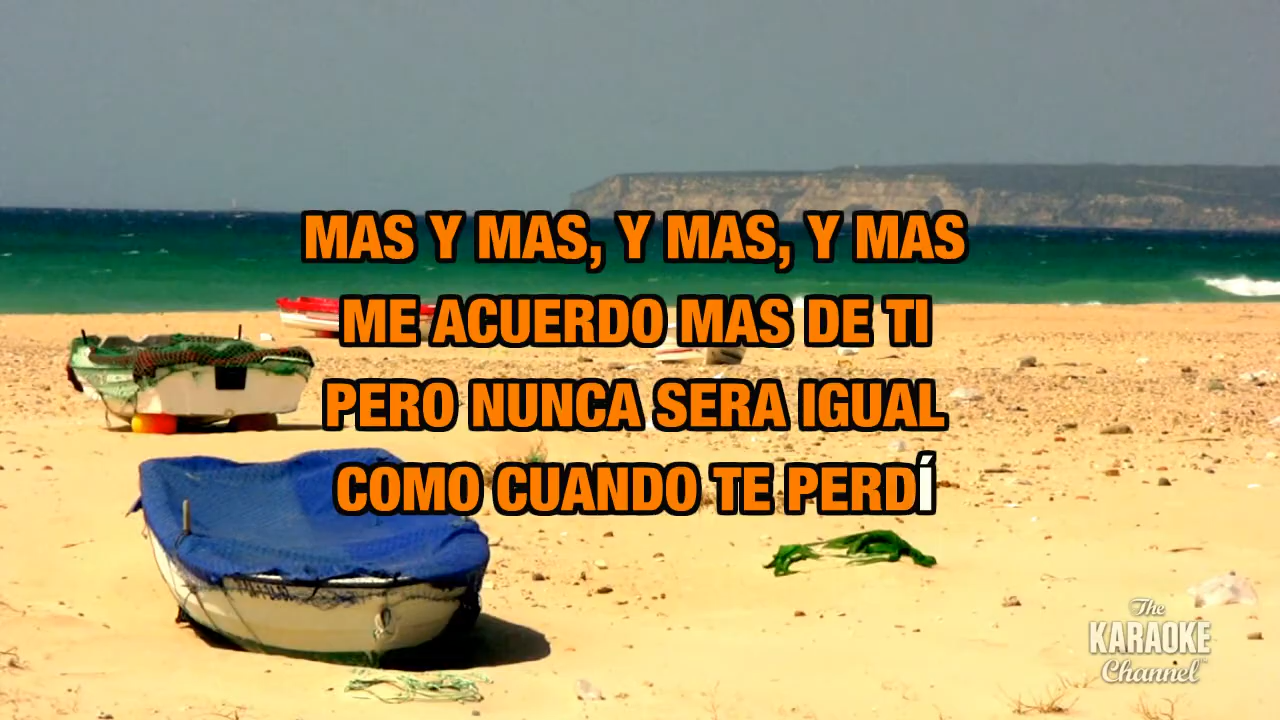 MAS Y MAS, Y MAS, Y MAS
ME ACUERDO MAS DE TI
PERO NUNCA SERA IGUAL
COMO CUANDO TE PERDÍ
The
KARAOKE
Channel™